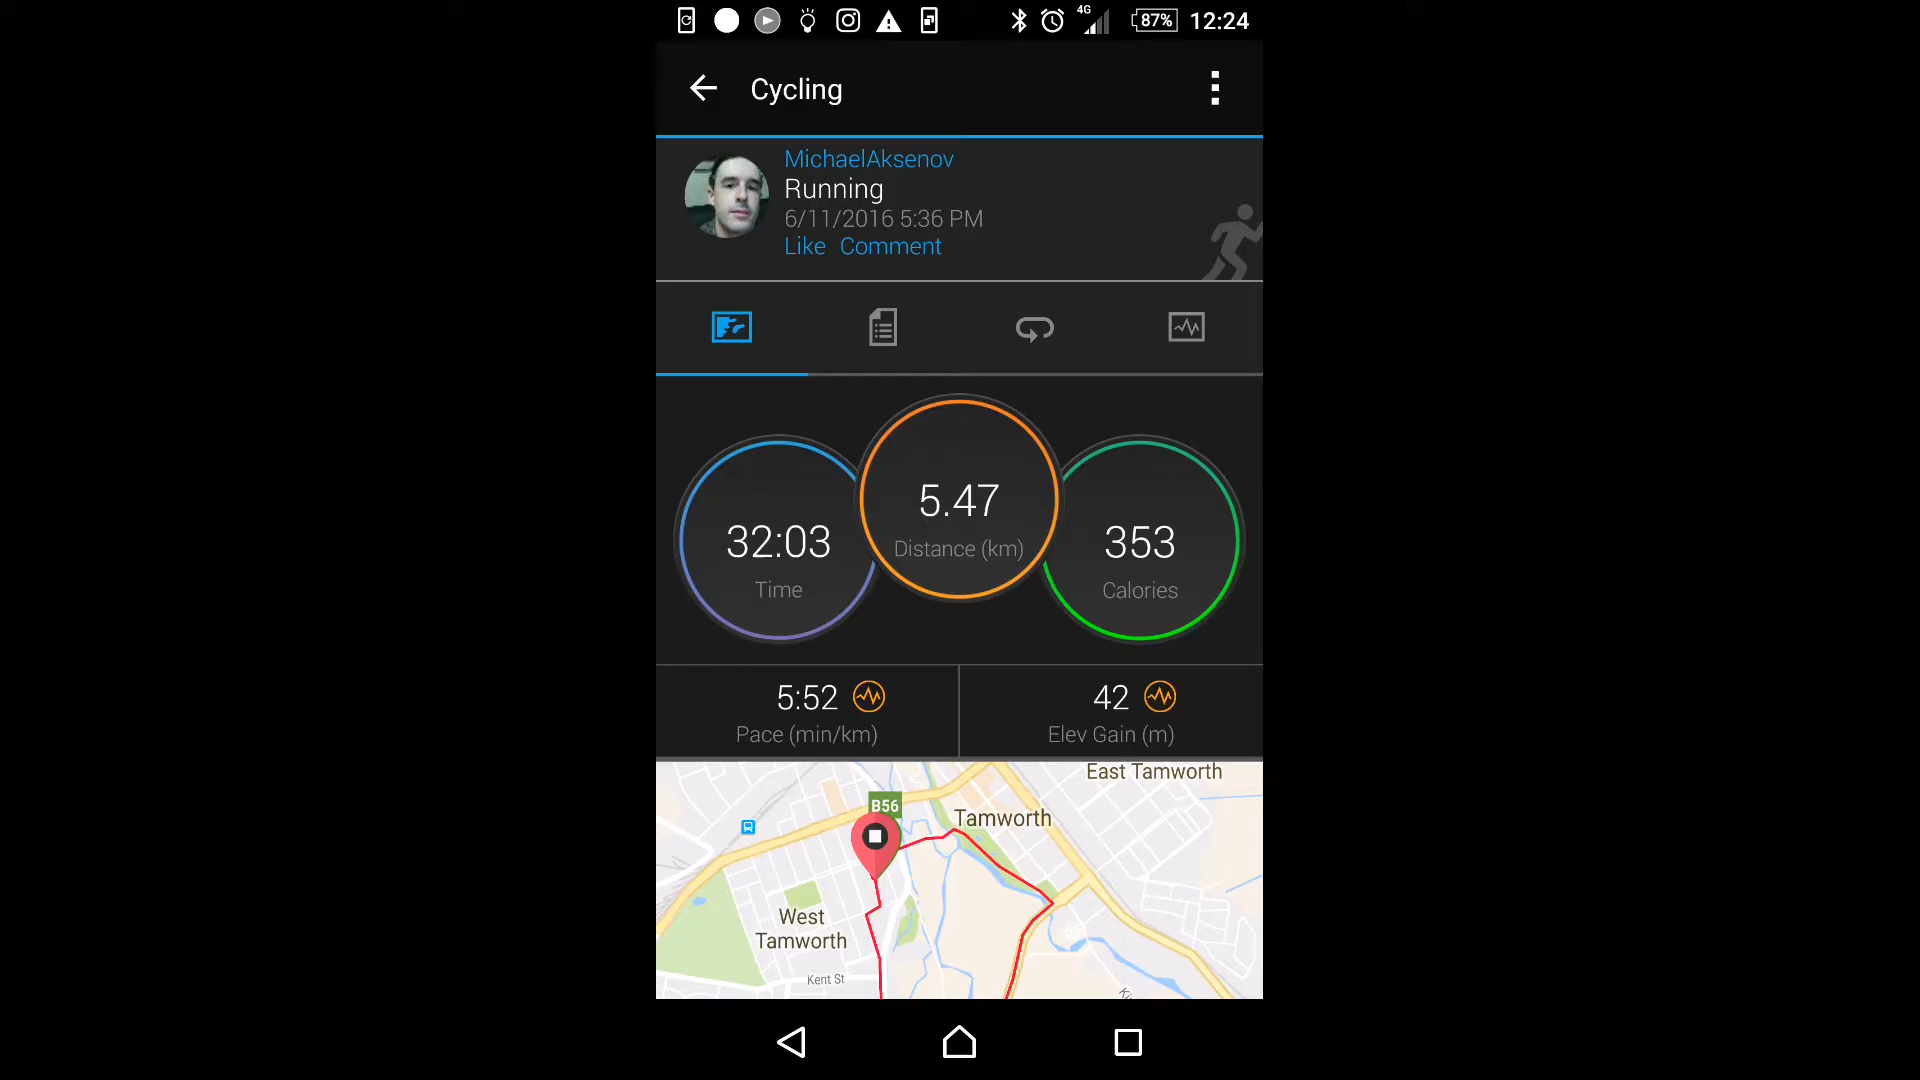 4G 87% 12:24
Cycling
MichaelAksenov
Running
6/11/2016 5:36 PM
Like Comment
5.47
Distance (km)
32:03
Time
353
Calories
5:52
Pace (min/km)
42
Elev Gain (m)
East Tamworth
B56
Tamworth
West
Tamworth
Kent St